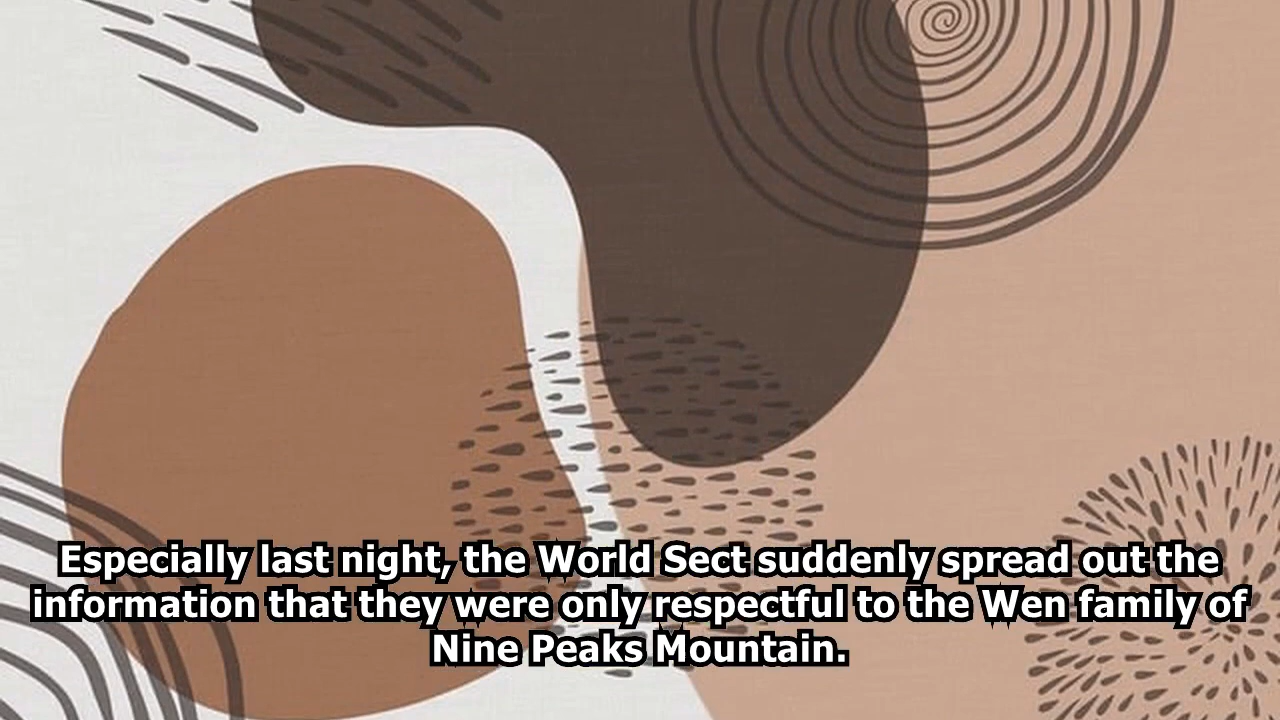 Especially last night, the World Sect suddenly spread out the
information that they were only respectful to the Wen family of
Nine Peaks Mountain.